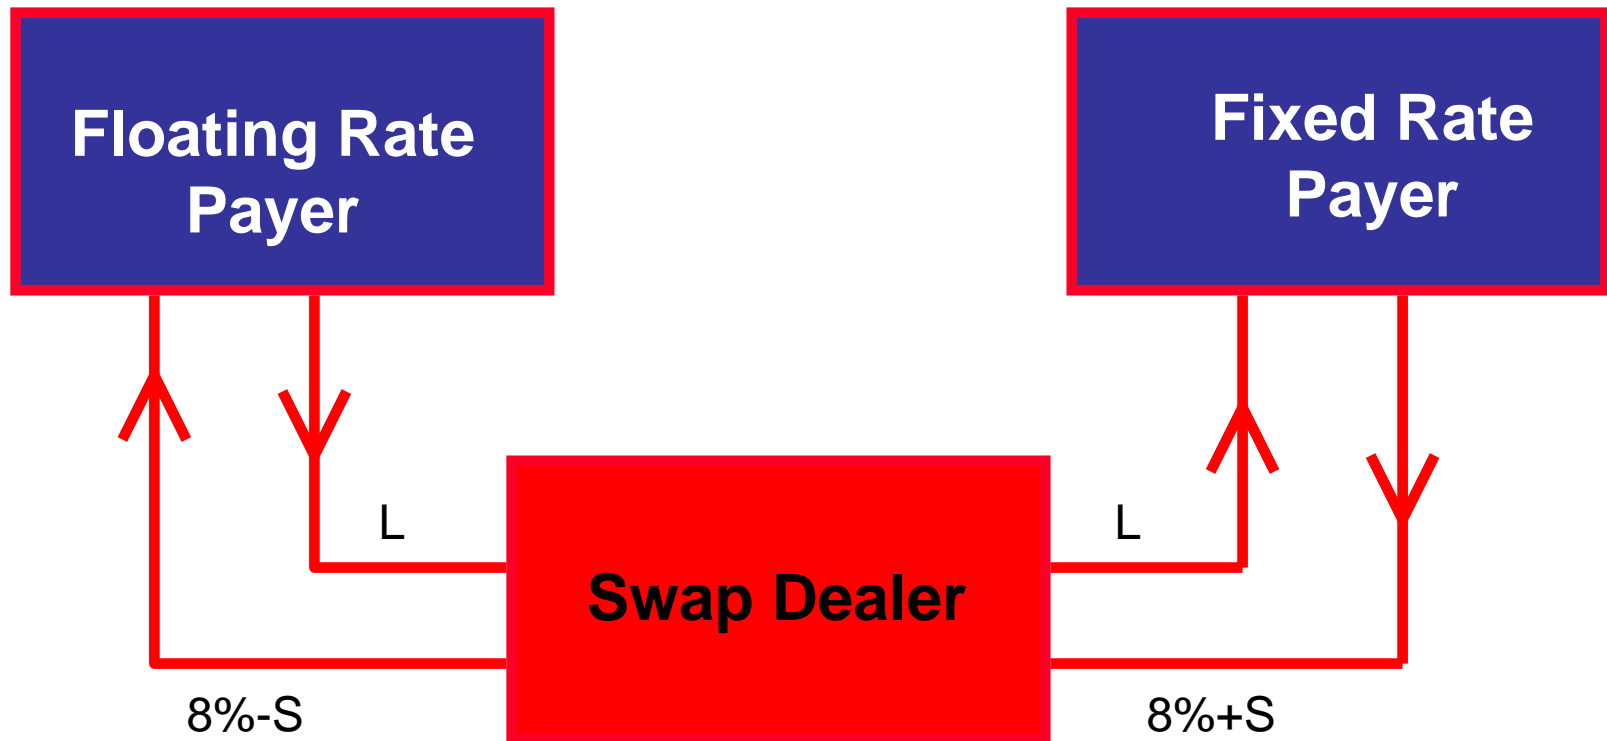 Floating Rate
Payer
Fixed Rate
Payer
L
L
Swap Dealer
8%-S
8%+S